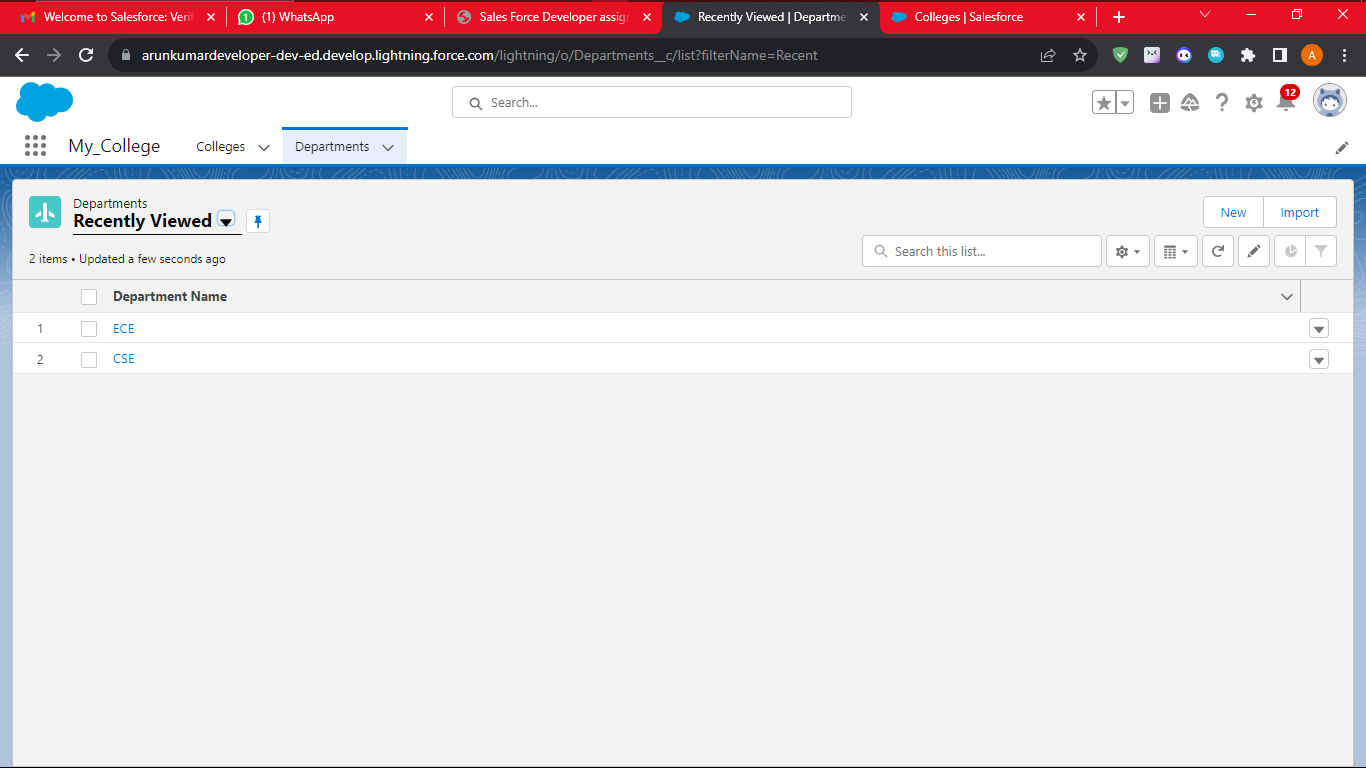 Welcome to Salesforce: Verif
(1) WhatsApp
Sales Force Developer assign
Recently Viewed | Departme
Colleges | Salesforce
arunkumardeveloper-dev-ed.develop.lightning.force.com/lightning/o/Departments__c/list?filterName=Recent
A
Search...
12
My_College
Colleges
Departments
Departments
Recently Viewed
New
Import
2 items • Updated a few seconds ago
Search this list...
Department Name
1
ECE
2
CSE